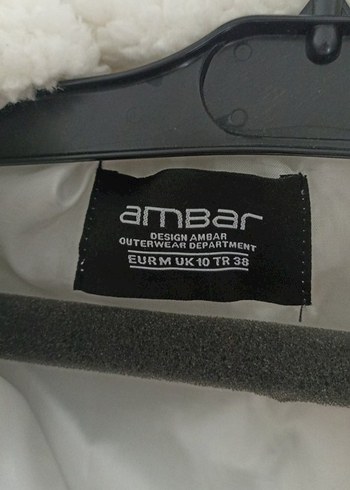 amBar
DESIGN AMBAR
OUTERWEAR DEPARTMENT
EUR M UK 10 TR 38